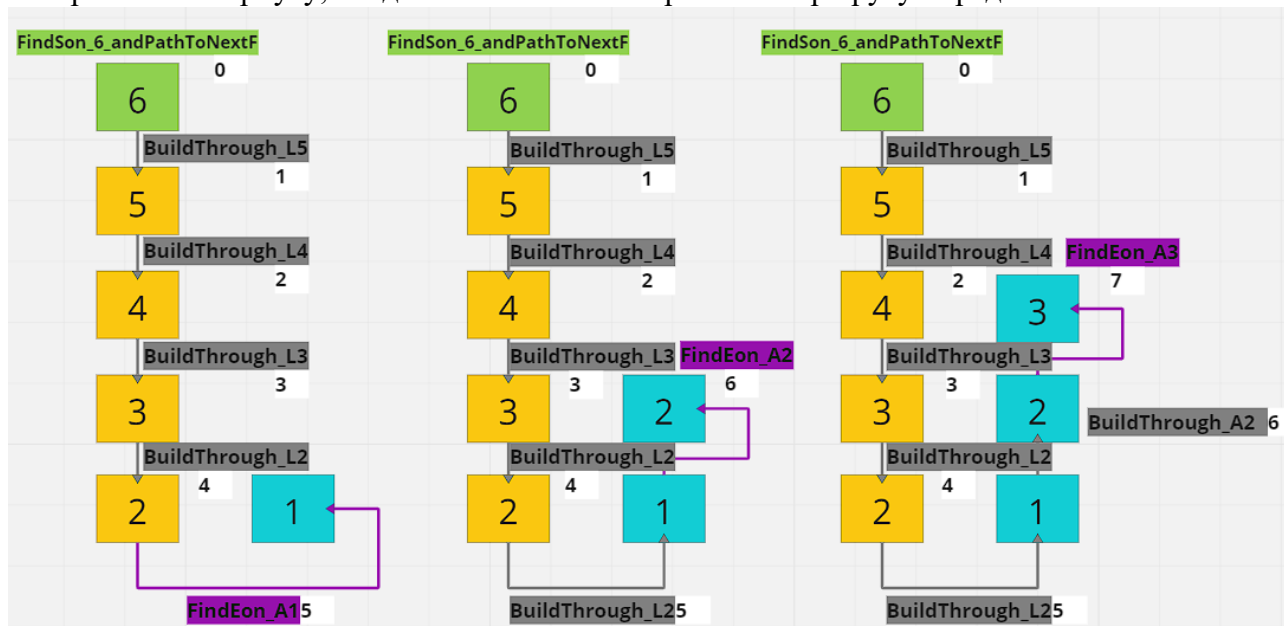 FindSon_6_andPathToNextF
0
6
BuildThrough_L5
1
5
BuildThrough_L4
2
4
BuildThrough_L3
3
3
BuildThrough_L2
4
2
1
FindEon_A15
FindSon_6_andPathToNextF
0
6
BuildThrough_L5
1
5
BuildThrough_L4
2
4
BuildThrough_L3
FindEon_A2
3
6
3
2
BuildThrough_L2
4
2
1
BuildThrough_L25
FindSon_6_andPathToNextF
0
6
BuildThrough_L5
1
5
BuildThrough_L4
FindEon_A3
2
7
4
3
BuildThrough_L3
3
3
2
BuildThrough_A2 6
BuildThrough_L2
4
2
1
BuildThrough_L25